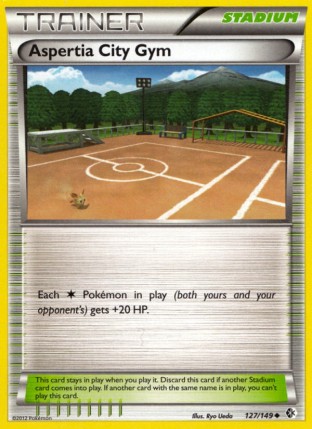 TRAINER STADIUM
Aspertia City Gym
Each Pokémon in play (both yours and your
opponent's) gets +20 HP.
This card stays in play when you play it. Discard this card if another Stadium
card comes into play. If another card with the same name is in play, you can't
play this card.
©2012 Pokémon Illus. Ryo Ueda 127/149